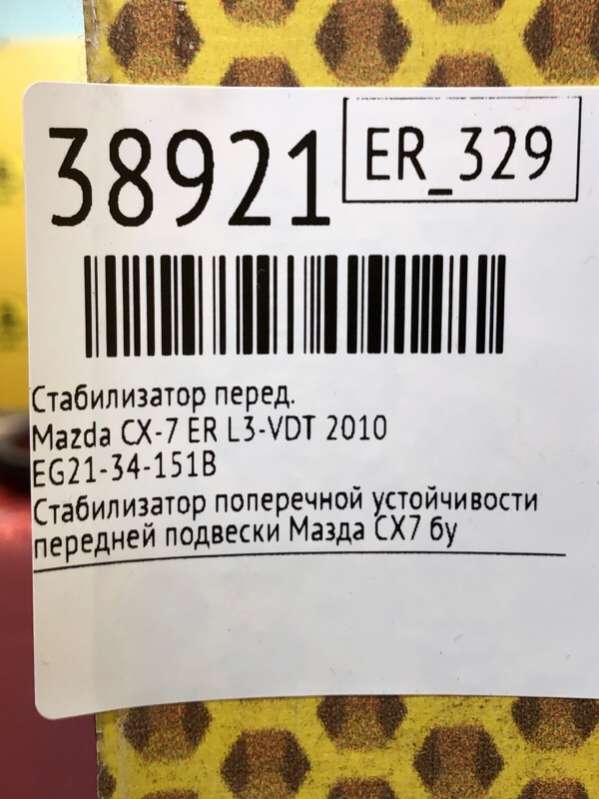 38921
ER_329
Стабилизатор перед.
Mazda CX-7 ER L3-VDT 2010
EG21-34-151B
Стабилизатор поперечной устойчивости
передней подвески Мазда СХ7 бу